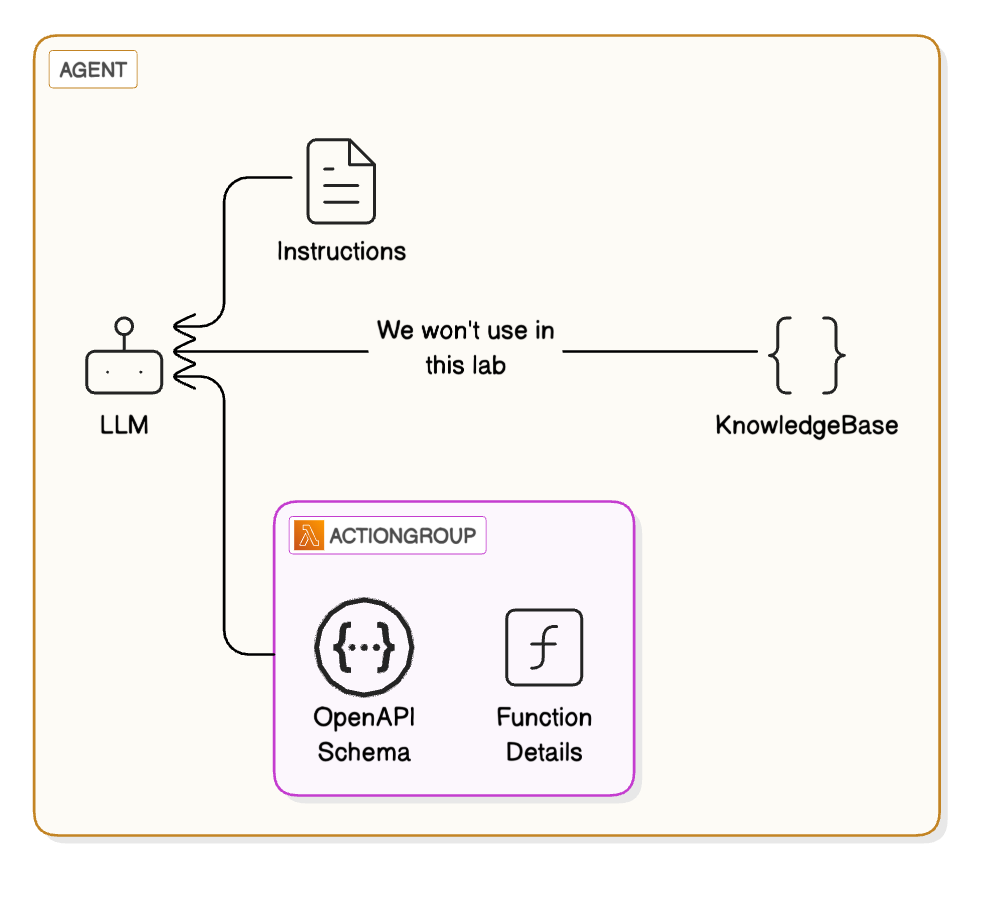 AGENT
Instructions
We won't use in
this lab
LLM
KnowledgeBase
ACTIONGROUP
OpenAPI
Schema
Function
Details